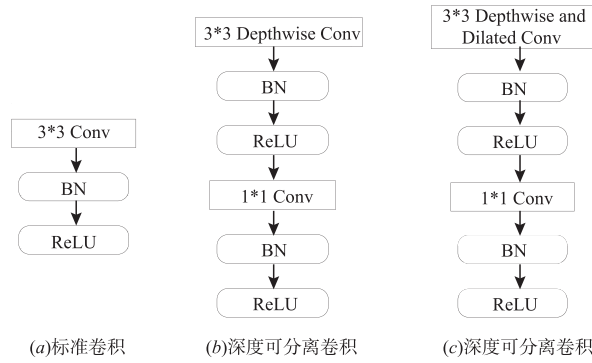 3*3 Conv
BN
ReLU
(a)标准卷积
3*3 Depthwise Conv
BN
ReLU
1*1 Conv
BN
ReLU
(b)深度可分离卷积
3*3 Depthwise and
Dilated Conv
BN
ReLU
1*1 Conv
BN
ReLU
(c)深度可分离卷积